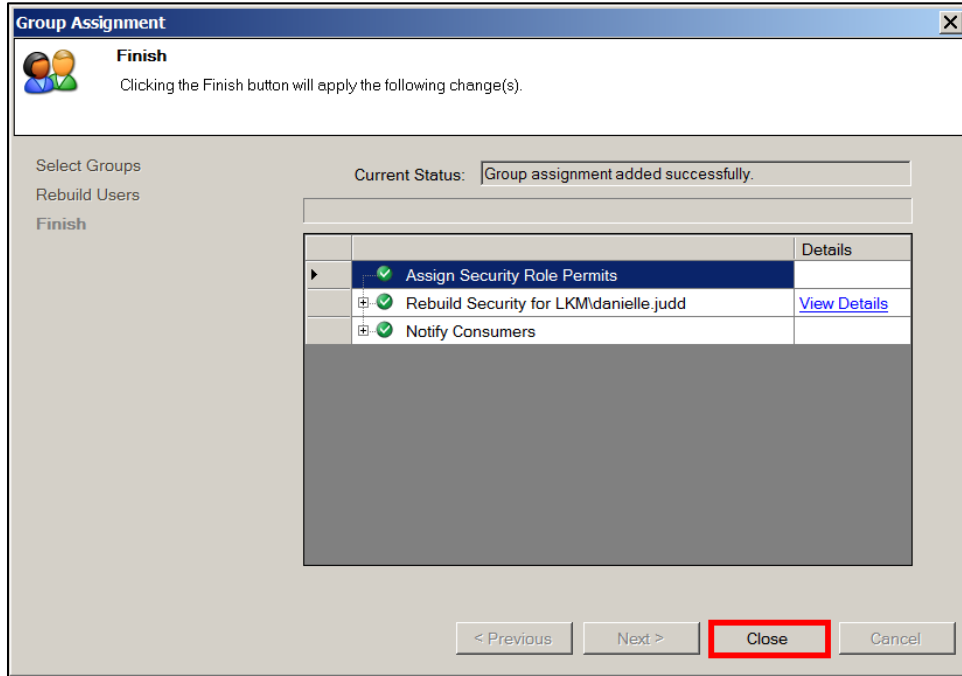 Group Assignment
Finish
Clicking the Finish button will apply the following change(s).
Select Groups
Rebuild Users
Finish
Current Status: Group assignment added successfully.
Details
Assign Security Role Permits
Rebuild Security for LKM\danielle.judd View Details
Notify Consumers
< Previous Next > Close Cancel